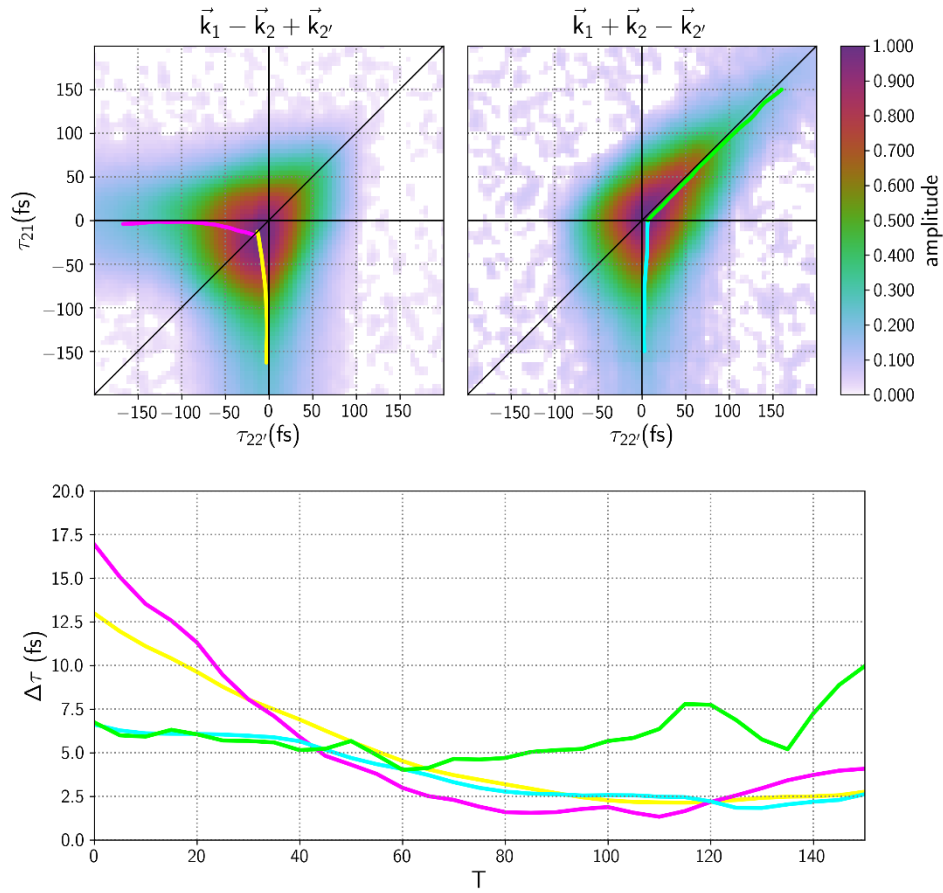 k⃗₁ − k⃗₂ + k⃗₂′
k⃗₁ + k⃗₂ − k⃗₂′
τ₂₁(fs)
150
100
50
0
−50
−100
−150
−150 −100 −50 0 50 100 150
τ₂₂′(fs)
−150 −100 −50 0 50 100 150
τ₂₂′(fs)
1.000
0.900
0.800
0.700
0.600
0.500
0.400
0.300
0.200
0.100
0.000
amplitude
Δτ (fs)
20.0
17.5
15.0
12.5
10.0
7.5
5.0
2.5
0.0
0 20 40 60 80 100 120 140
T